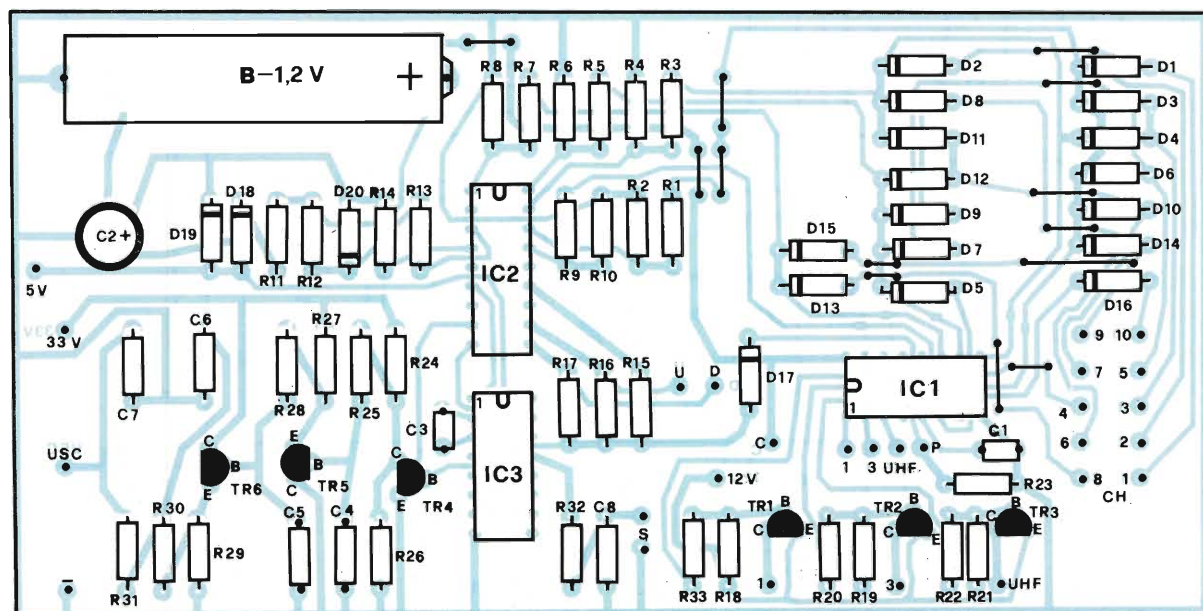 B–1,2 V +
R8 R7 R6 R5 R4 R3
D2 D1
D8 D3
D11 D4
D12 D6
D9 D10
D7 D14
D5 D16
D15
D13
C2+
D19 D18 R11 R12 D20 R14 R13
1
IC2
R2 R1
R9 R10
5V
33 V
C7 C6
R28 R27 R25 R24
C3
1
IC3
R17 R16 R15
U D
D17
C
IC1
1
1 3 UHF P
C1
R23
9 10
7 5
4 3
6 2
8 1
CH.
USC
C B E TR6
E B C TR5
C B E TR4
12V
TR1 B C E
TR2 B C E
TR3 B C E
R31 R30 R29
C5 C4 R26
R32 C8
S
R33 R18
1
R20 R19
3
R22 R21
UHF
–